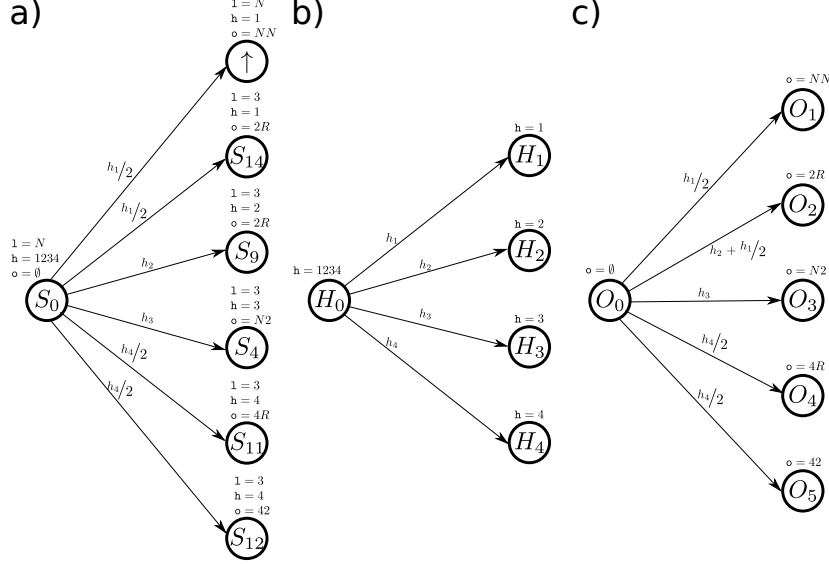 a)
l = N
h = 1
o = NN
↑
l = 3
h = 1
o = 2R
S₁₄
l = 3
h = 2
o = 2R
S₉
l = 3
h = 3
o = N2
S₄
l = 3
h = 4
o = 4R
S₁₁
l = 3
h = 4
o = 42
S₁₂
l = N
h = 1234
o = ∅
S₀
h₁/2
h₁/2
h₂
h₃
h₄/2
h₄/2
b)
h = 1234
H₀
h₁
h₂
h₃
h₄
h = 1
H₁
h = 2
H₂
h = 3
H₃
h = 4
H₄
c)
o = ∅
O₀
h₁/2
h₂ + h₁/2
h₃
h₄/2
h₄/2
o = NN
O₁
o = 2R
O₂
o = N2
O₃
o = 4R
O₄
o = 42
O₅